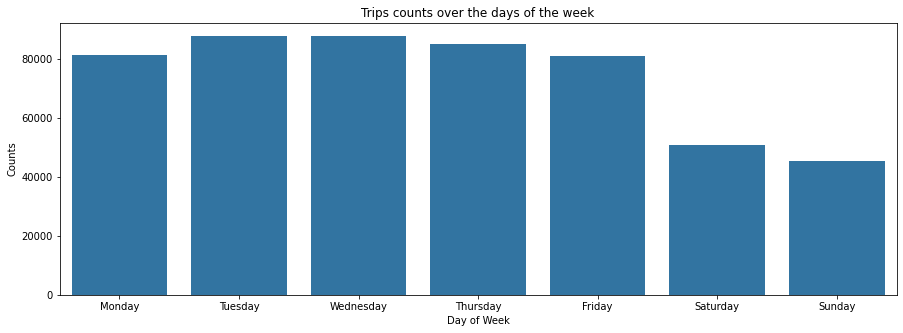 Trips counts over the days of the week
Counts
80000
60000
40000
20000
0
Monday Tuesday Wednesday Thursday Friday Saturday Sunday
Day of Week